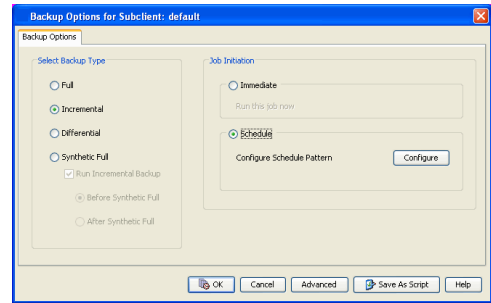 Backup Options for Subclient: default
Backup Options
Select Backup Type
Full
Incremental
Differential
Synthetic Full
Run Incremental Backup
Before Synthetic Full
After Synthetic Full
Job Initiation
Immediate
Run this job now
Schedule
Configure Schedule Pattern
Configure
OK
Cancel
Advanced
Save As Script
Help